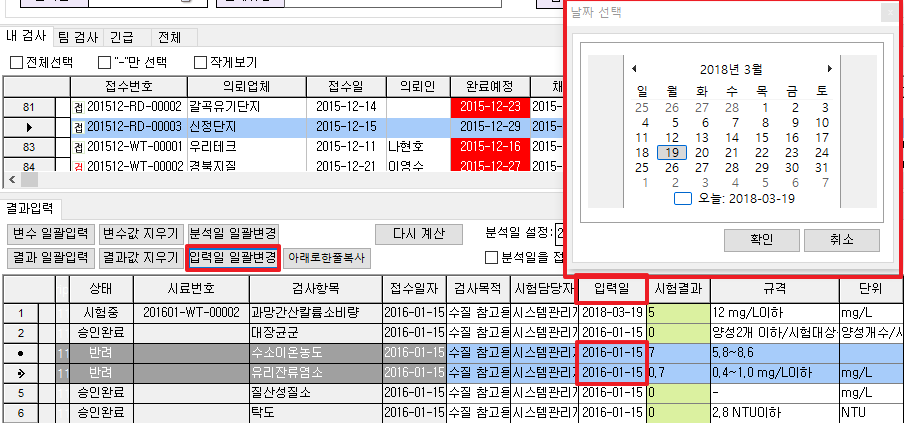 날짜 선택
내 검사 팀 검사 긴급 전체
전체선택 "-"만 선택 작게보기
접수번호 의뢰업체 접수일 의뢰인 완료예정
81 접 201512-RD-00002 갈곡유기단지 2015-12-14 2015-12-23 2015-
접 201512-RD-00003 신정단지 2015-12-15 2015-12-29 2015-
83 접 201512-WT-00001 우리테크 2015-12-11 나현호 2015-12-16 2015-
84 검 201512-WT-00002 경북지질 2015-12-21 이영수 2015-12-27 2015-
2018년 3월
일 월 화 수 목 금 토
25 26 27 28 1 2 3
4 5 6 7 8 9 10
11 12 13 14 15 16 17
18 19 20 21 22 23 24
25 26 27 28 29 30 31
1 2 3 4 5 6 7
오늘: 2018-03-19
확인 취소
결과입력
변수 일괄입력 변수값 지우기 분석일 일괄변경 다시 계산 분석일 설정: 2
결과 일괄입력 결과값 지우기 입력일 일괄변경 아래로한풀복사 분석일을 접
상태 시료번호 검사항목 접수일자 검사목적 시험담당자 입력일 시험결과 규격 단위
1 시험중 201601-WT-00002 과망간산칼륨소비량 2016-01-15 수질 참고용 시스템관리 2018-03-19 5 12 mg/L이하 mg/L
2 승인완료 대장균군 2016-01-15 수질 참고용 시스템관리 2016-01-15 0 양성2개 이하/시험대상 양성개수/시
11 반려 수소이온농도 2016-01-15 수질 참고용 시스템관리 2016-01-15 7 5.8~8.6
11 반려 유리잔류염소 2016-01-15 수질 참고용 시스템관리 2016-01-15 0.7 0.4~1.0 mg/L이하 mg/L
5 승인완료 질산성질소 2016-01-15 수질 참고용 시스템관리 2016-01-15 0 - mg/L
6 승인완료 탁도 2016-01-15 수질 참고용 시스템관리 2016-01-15 0 2.8 NTU이하 NTU